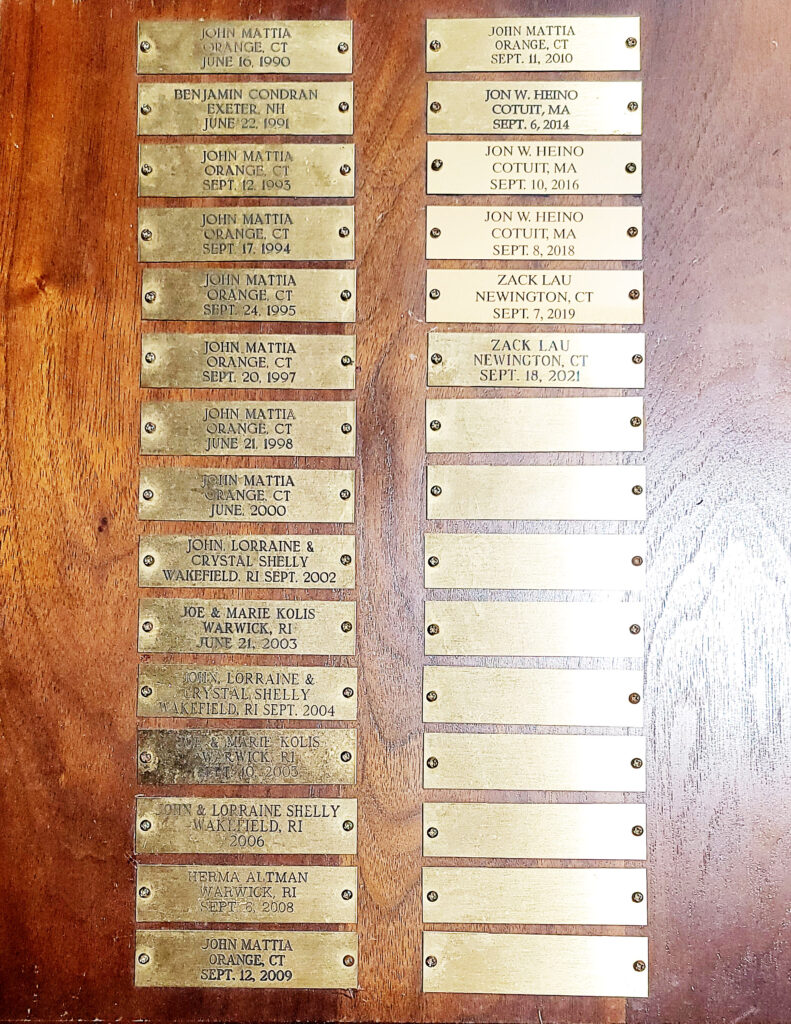 JOHN MATTIA
ORANGE, CT
JUNE 16, 1990
BENJAMIN CONDRAN
EXETER, NH
JUNE 22, 1991
JOHN MATTIA
ORANGE, CT
SEPT. 12, 1993
JOHN MATTIA
ORANGE, CT
SEPT. 17, 1994
JOHN MATTIA
ORANGE, CT
SEPT. 24, 1995
JOHN MATTIA
ORANGE, CT
SEPT. 20, 1997
JOHN MATTIA
ORANGE, CT
JUNE 21, 1998
JOHN MATTIA
ORANGE, CT
JUNE. 2000
JOHN, LORRAINE &
CRYSTAL SHELLY
WAKEFIELD, RI SEPT. 2002
JOE & MARIE KOLIS
WARWICK, RI
JUNE 21, 2003
JOHN, LORRAINE &
CRYSTAL SHELLY
WAKEFIELD, RI SEPT. 2004
JOE & MARIE KOLIS
WARWICK, RI
SEPT. 10,
JOHN & LORRAINE SHELLY
WAKEFIELD, RI
2006
HERMA ALTMAN
WARWICK, RI
SEPT. 6, 2008
JOHN MATTIA
ORANGE, CT
SEPT. 12, 2009
JOHN MATTIA
ORANGE, CT
SEPT. 11, 2010
JON W. HEINO
COTUIT, MA
SEPT. 6, 2014
JON W. HEINO
COTUIT, MA
SEPT. 10, 2016
JON W. HEINO
COTUIT, MA
SEPT. 8, 2018
ZACK LAU
NEWINGTON, CT
SEPT. 7, 2019
ZACK LAU
NEWINGTON, CT
SEPT. 18, 2021